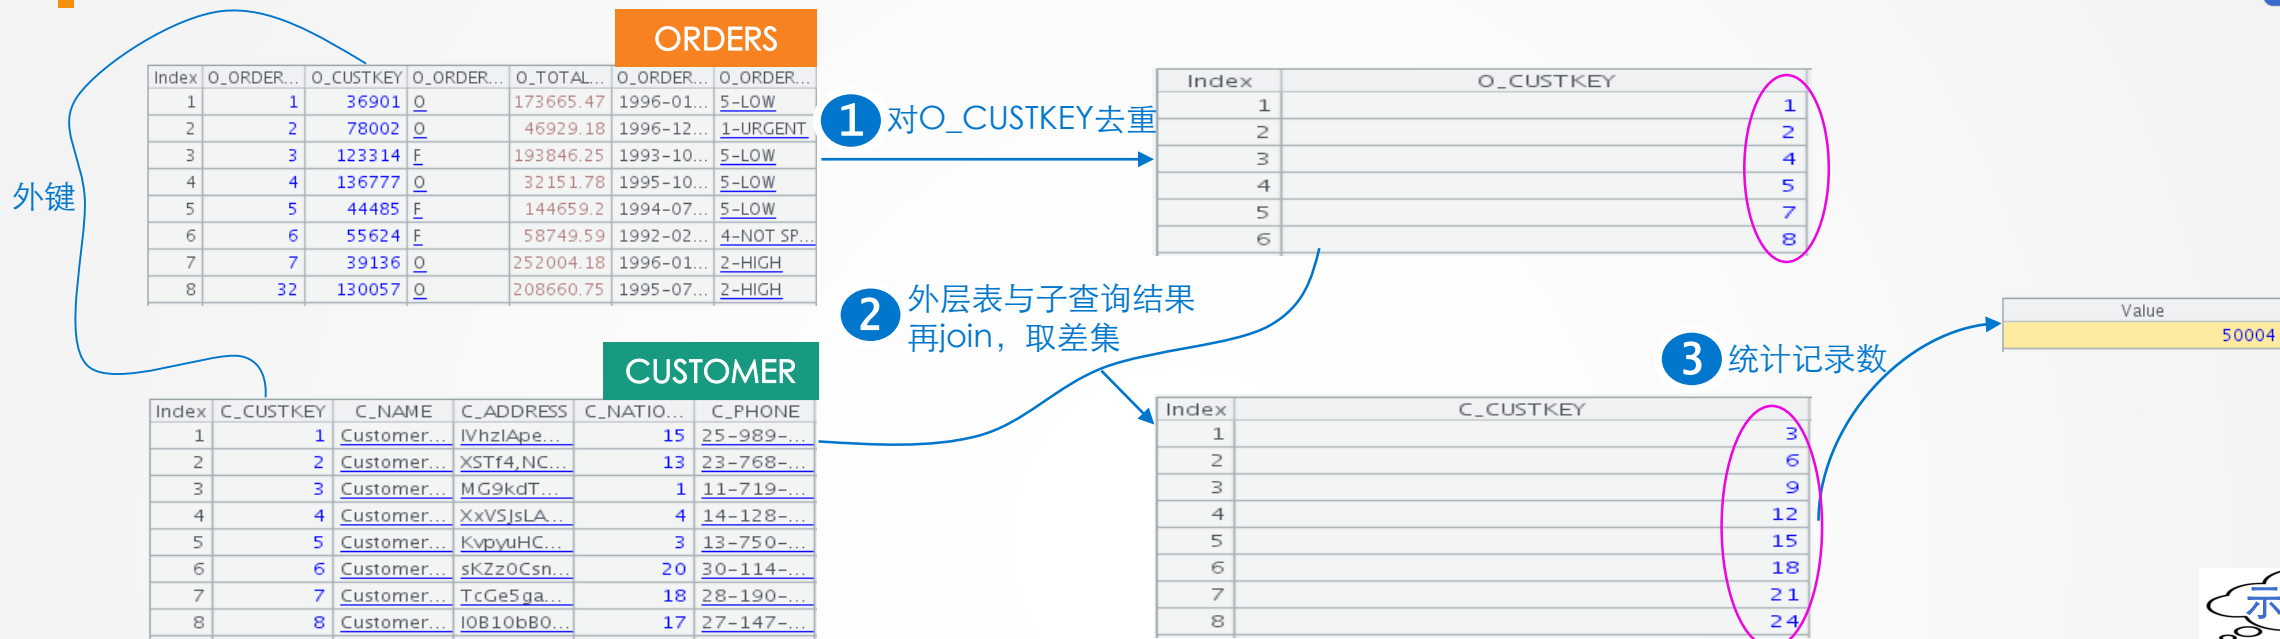 ORDERS
Index O_ORDER... O_CUSTKEY O_ORDER... O_TOTAL... O_ORDER... O_ORDER...
1 1 36901 O 173665.47 1996-01... 5-LOW
2 2 78002 O 46929.18 1996-12... 1-URGENT
3 3 123314 F 193846.25 1993-10... 5-LOW
4 4 136777 O 32151.78 1995-10... 5-LOW
5 5 44485 F 144659.2 1994-07... 5-LOW
6 6 55624 F 58749.59 1992-02... 4-NOT SP...
7 7 39136 O 252004.18 1996-01... 2-HIGH
8 32 130057 O 208660.75 1995-07... 2-HIGH
外键
1 对O_CUSTKEY去重
Index O_CUSTKEY
1 1
2 2
3 4
4 5
5 7
6 8
2 外层表与子查询结果
再join，取差集
CUSTOMER
Index C_CUSTKEY C_NAME C_ADDRESS C_NATIO... C_PHONE
1 1 Customer... IVhzIApe... 15 25-989-...
2 2 Customer... XSTf4,NC... 13 23-768-...
3 3 Customer... MG9kdT... 1 11-719-...
4 4 Customer... XxVSJsLA... 4 14-128-...
5 5 Customer... KvpyuHC... 3 13-750-...
6 6 Customer... sKZz0Csn... 20 30-114-...
7 7 Customer... TcGe5ga... 18 28-190-...
8 8 Customer... I0B10bB0... 17 27-147-...
Index C_CUSTKEY
1 3
2 6
3 9
4 12
5 15
6 18
7 21
8 24
3 统计记录数
Value
50004
示